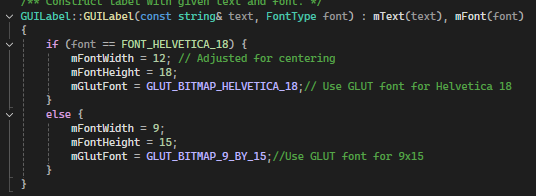 /** Construct label with given text and font. */
GUILabel::GUILabel(const string& text, FontType font) : mText(text), mFont(font)
{
    if (font == FONT_HELVETICA_18) {
        mFontWidth = 12; // Adjusted for centering
        mFontHeight = 18;
        mGlutFont = GLUT_BITMAP_HELVETICA_18;// Use GLUT font for Helvetica 18
    }
    else {
        mFontWidth = 9;
        mFontHeight = 15;
        mGlutFont = GLUT_BITMAP_9_BY_15;//Use GLUT font for 9x15
    }
}